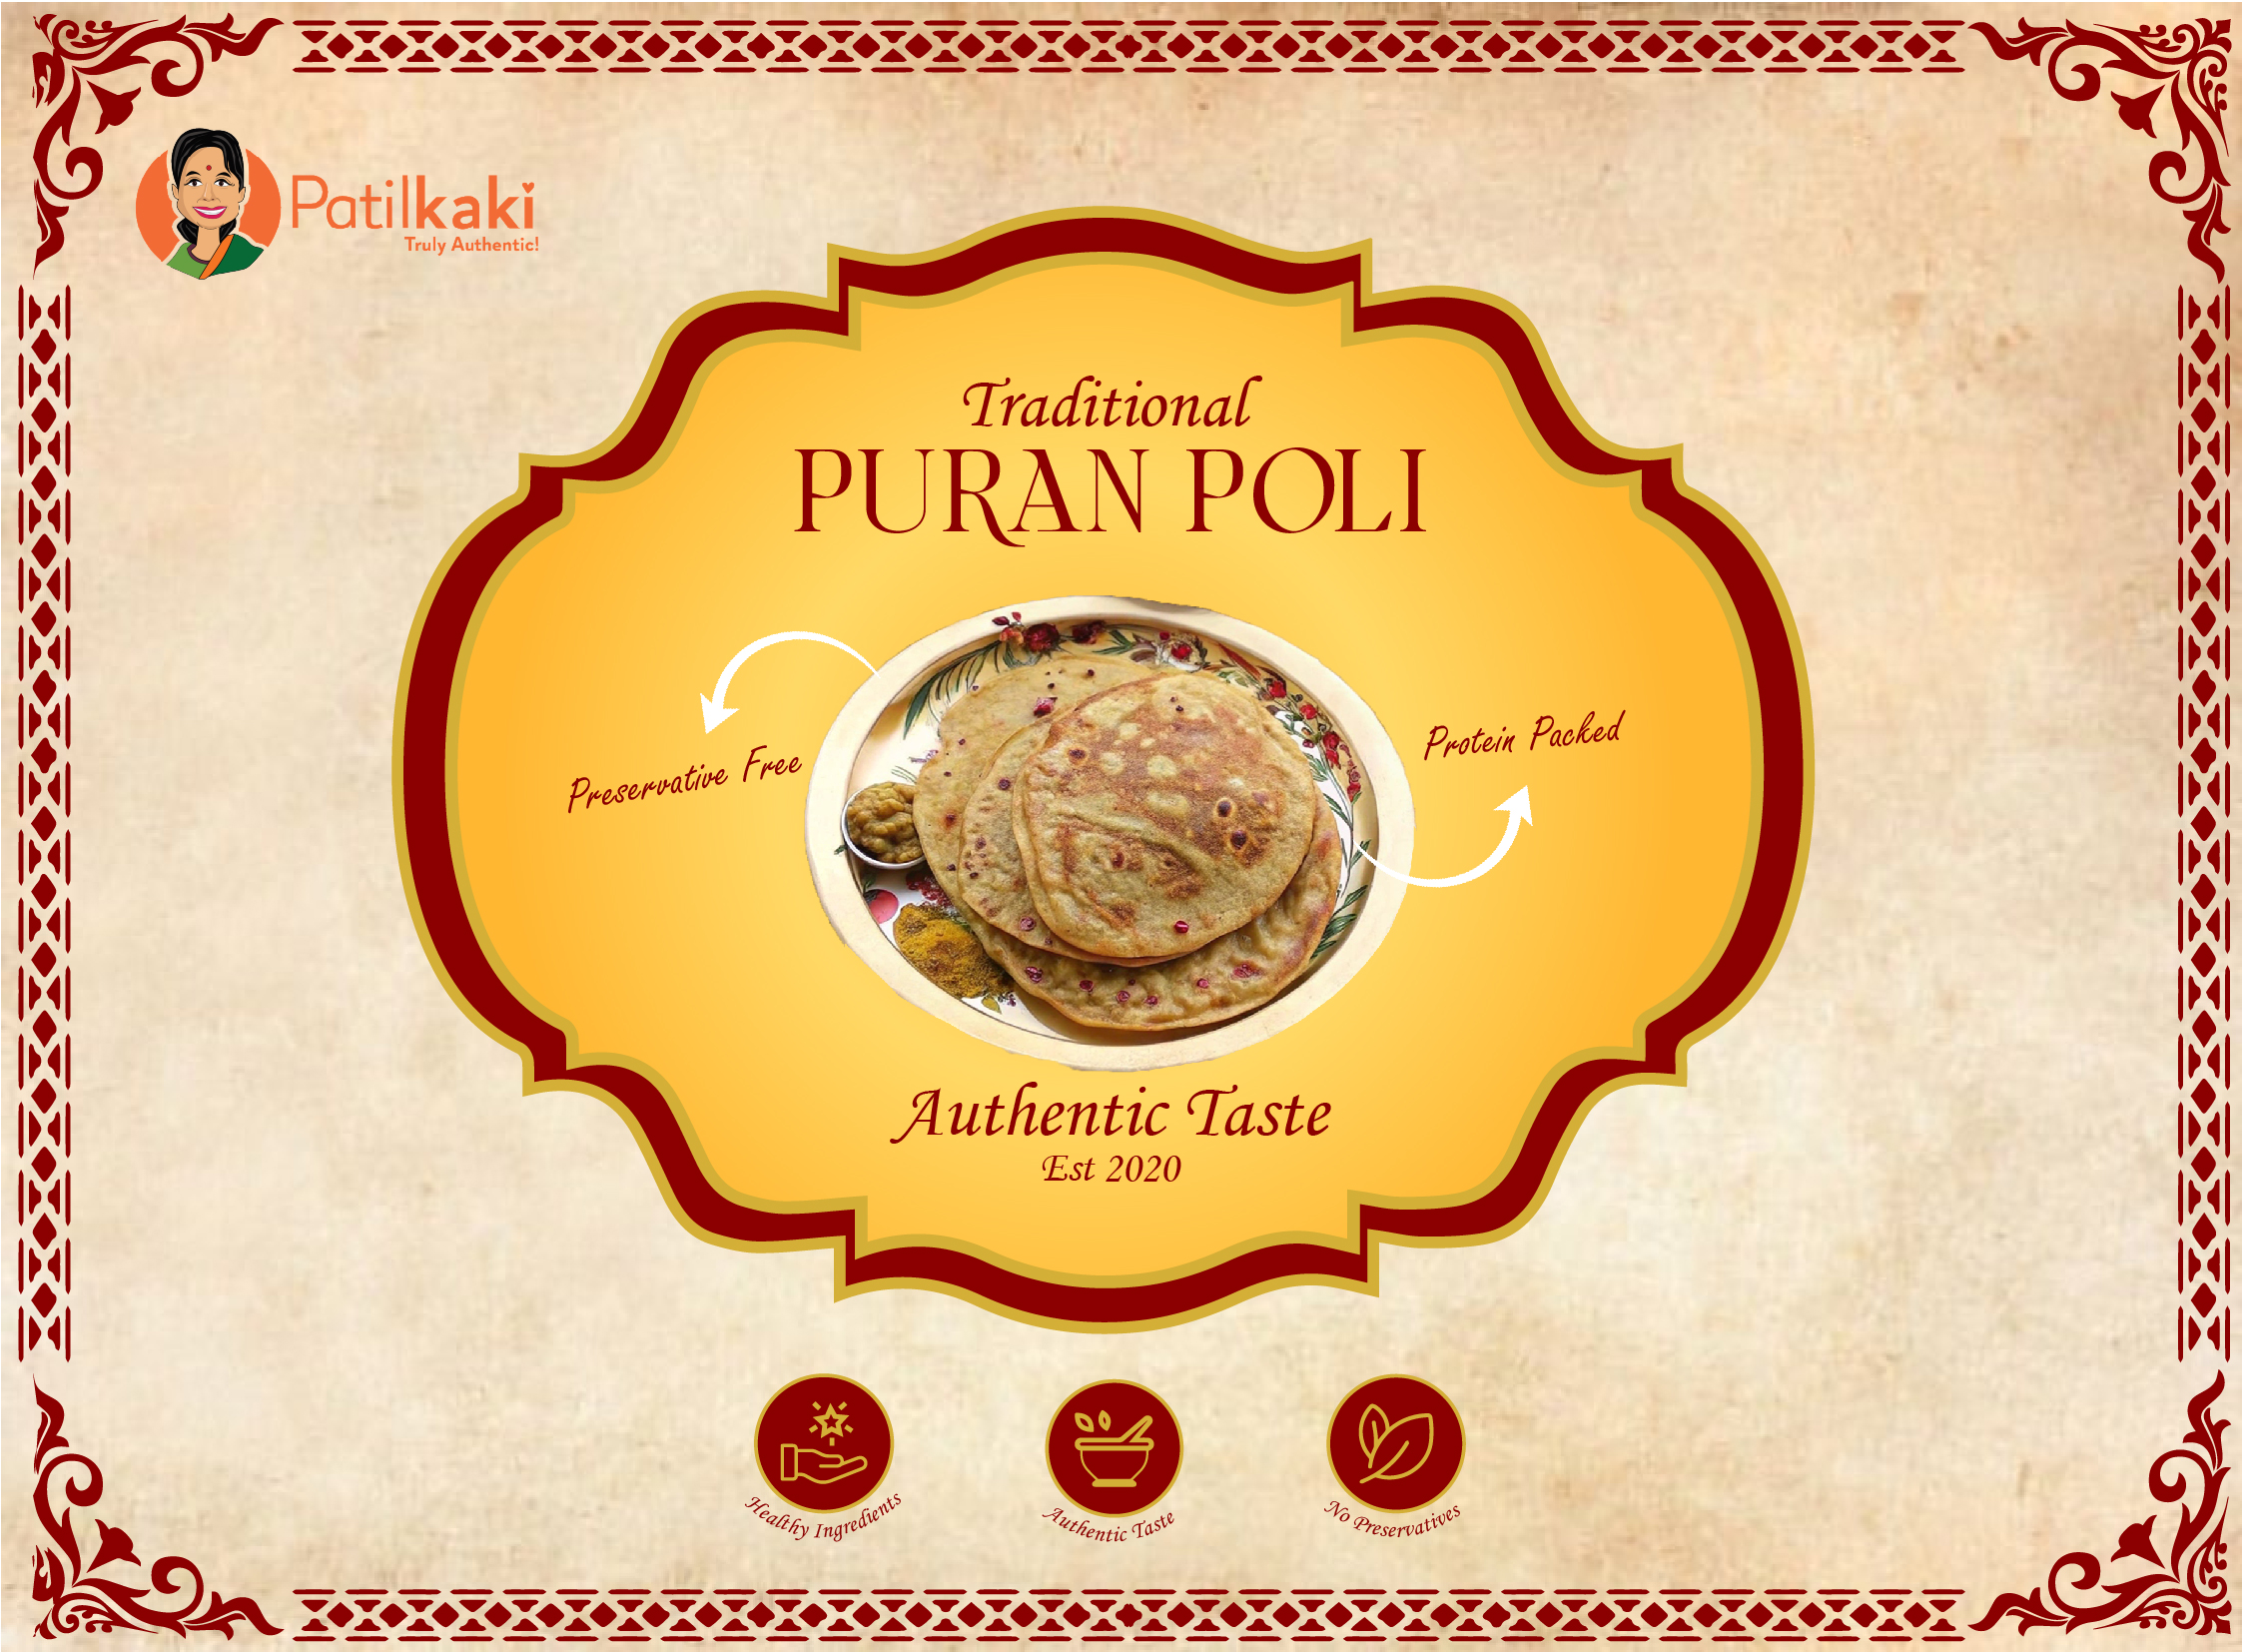 Patilkaki
Truly Authentic!
Traditional
PURAN POLI
Preservative Free
Protein Packed
Authentic Taste
Est 2020
Healthy Ingredients
Authentic Taste
No Preservatives